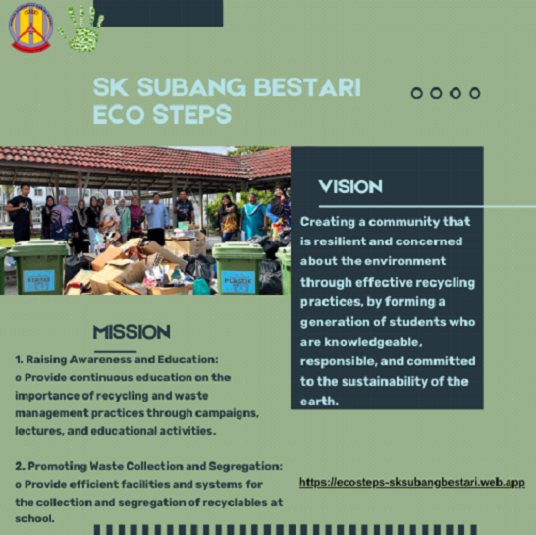 SK SUBANG BESTARI
ECO STEPS
VISION
Creating a community that
is resilient and concerned
about the environment
through effective recycling
practices, by forming a
generation of students who
are knowledgeable,
responsible, and committed
to the sustainability of the
earth.
KERTAS
PLASTIK
MISSION
1. Raising Awareness and Education:
o Provide continuous education on the
importance of recycling and waste
management practices through campaigns,
lectures, and educational activities.
2. Promoting Waste Collection and Segregation:
o Provide efficient facilities and systems for
the collection and segregation of recyclables at
school.
https://ecosteps-sksubangbestari.web.app